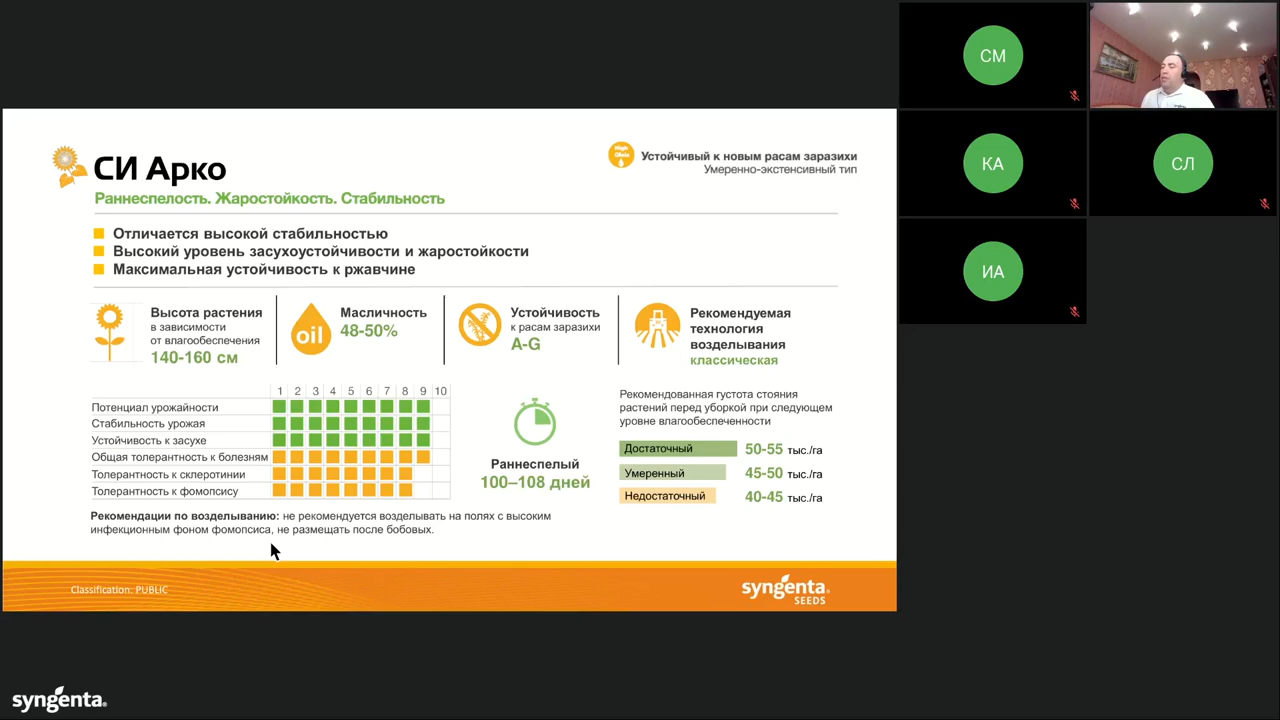 СИ Арко
Раннеспелость. Жаростойкость. Стабильность
High
Oleic
Устойчивый к новым расам заразихи
Умеренно-экстенсивный тип
Отличается высокой стабильностью
Высокий уровень засухоустойчивости и жаростойкости
Максимальная устойчивость к ржавчине
Высота растения
в зависимости
от влагообеспечения
140-160 см
oil
Масличность
48-50%
Устойчивость
к расам заразихи
A-G
Рекомендуемая
технология
возделывания
классическая
1 2 3 4 5 6 7 8 9 10
Потенциал урожайности
Стабильность урожая
Устойчивость к засухе
Общая толерантность к болезням
Толерантность к склеротинии
Толерантность к фомопсису
Раннеспелый
100–108 дней
Рекомендованная густота стояния
растений перед уборкой при следующем
уровне влагообеспеченности
Достаточный 50-55 тыс./га
Умеренный 45-50 тыс./га
Недостаточный 40-45 тыс./га
Рекомендации по возделыванию: не рекомендуется возделывать на полях с высоким
инфекционным фоном фомопсиса, не размещать после бобовых.
Classification: PUBLIC
syngenta
SEEDS
СМ
КА
СЛ
ИА
syngenta